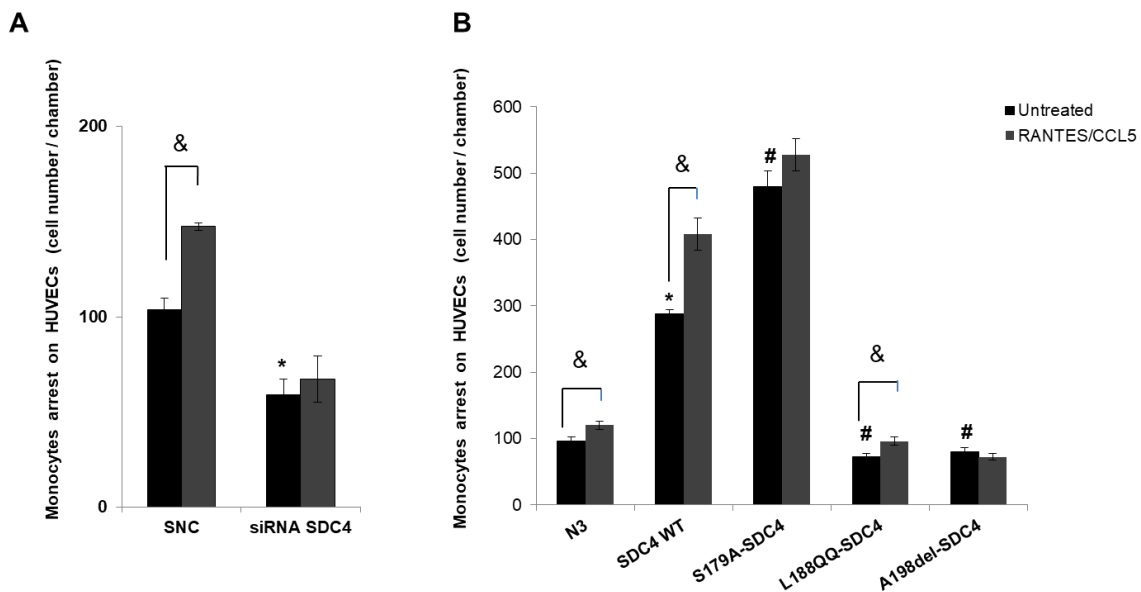 A
Monocytes arrest on HUVECs (cell number / chamber)
200
100
0
&
*
SNC
siRNA SDC4
B
Monocytes arrest on HUVECs (cell number / chamber)
600
500
400
300
200
100
0
&
&
*
#
&
#
#
N3
SDC4 WT
S179A-SDC4
L188QQ-SDC4
A198del-SDC4
Untreated
RANTES/CCL5